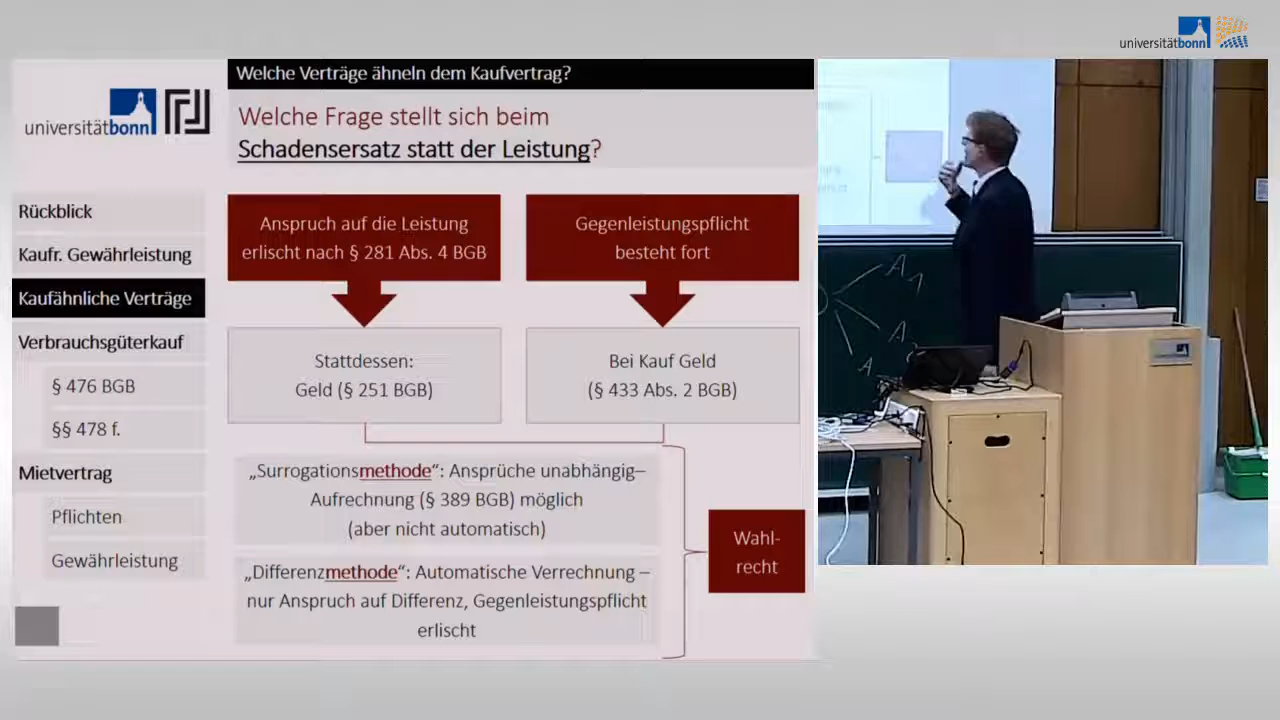 universitätbonn
Welche Verträge ähneln dem Kaufvertrag?
universitätbonn
Welche Frage stellt sich beim
Schadensersatz statt der Leistung?
Rückblick
Kaufr. Gewährleistung
Kaufähnliche Verträge
Verbrauchsgüterkauf
§ 476 BGB
§§ 478 f.
Mietvertrag
Pflichten
Gewährleistung
Anspruch auf die Leistung
erlischt nach § 281 Abs. 4 BGB
Gegenleistungspflicht
besteht fort
Stattdessen:
Geld (§ 251 BGB)
Bei Kauf Geld
(§ 433 Abs. 2 BGB)
„Surrogationsmethode“: Ansprüche unabhängig–
Aufrechnung (§ 389 BGB) möglich
(aber nicht automatisch)
„Differenzmethode“: Automatische Verrechnung –
nur Anspruch auf Differenz, Gegenleistungspflicht
erlischt
Wahl-
recht
A
A
A